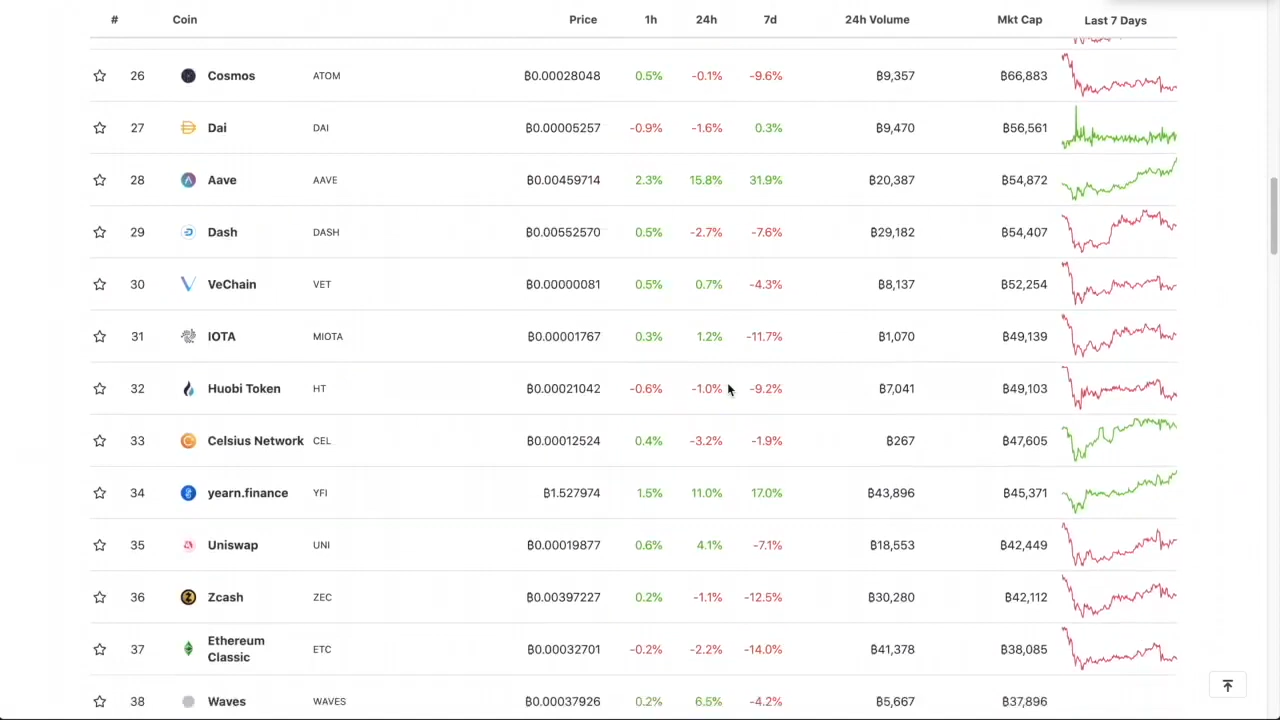 # Coin Price 1h 24h 7d 24h Volume Mkt Cap Last 7 Days
26 Cosmos ATOM ₿0.00028048 0.5% -0.1% -9.6% ₿9,357 ₿66,883
27 Dai DAI ₿0.00005257 -0.9% -1.6% 0.3% ₿9,470 ₿56,561
28 Aave AAVE ₿0.00459714 2.3% 15.8% 31.9% ₿20,387 ₿54,872
29 Dash DASH ₿0.00552570 0.5% -2.7% -7.6% ₿29,182 ₿54,407
30 VeChain VET ₿0.00000081 0.5% 0.7% -4.3% ₿8,137 ₿52,254
31 IOTA MIOTA ₿0.00001767 0.3% 1.2% -11.7% ₿1,070 ₿49,139
32 Huobi Token HT ₿0.00021042 -0.6% -1.0% -9.2% ₿7,041 ₿49,103
33 Celsius Network CEL ₿0.00012524 0.4% -3.2% -1.9% ₿267 ₿47,605
34 yearn.finance YFI ₿1.527974 1.5% 11.0% 17.0% ₿43,896 ₿45,371
35 Uniswap UNI ₿0.00019877 0.6% 4.1% -7.1% ₿18,553 ₿42,449
36 Zcash ZEC ₿0.00397227 0.2% -1.1% -12.5% ₿30,280 ₿42,112
37 Ethereum Classic ETC ₿0.00032701 -0.2% -2.2% -14.0% ₿41,378 ₿38,085
38 Waves WAVES ₿0.00037926 0.2% 6.5% -4.2% ₿5,667 ₿37,896